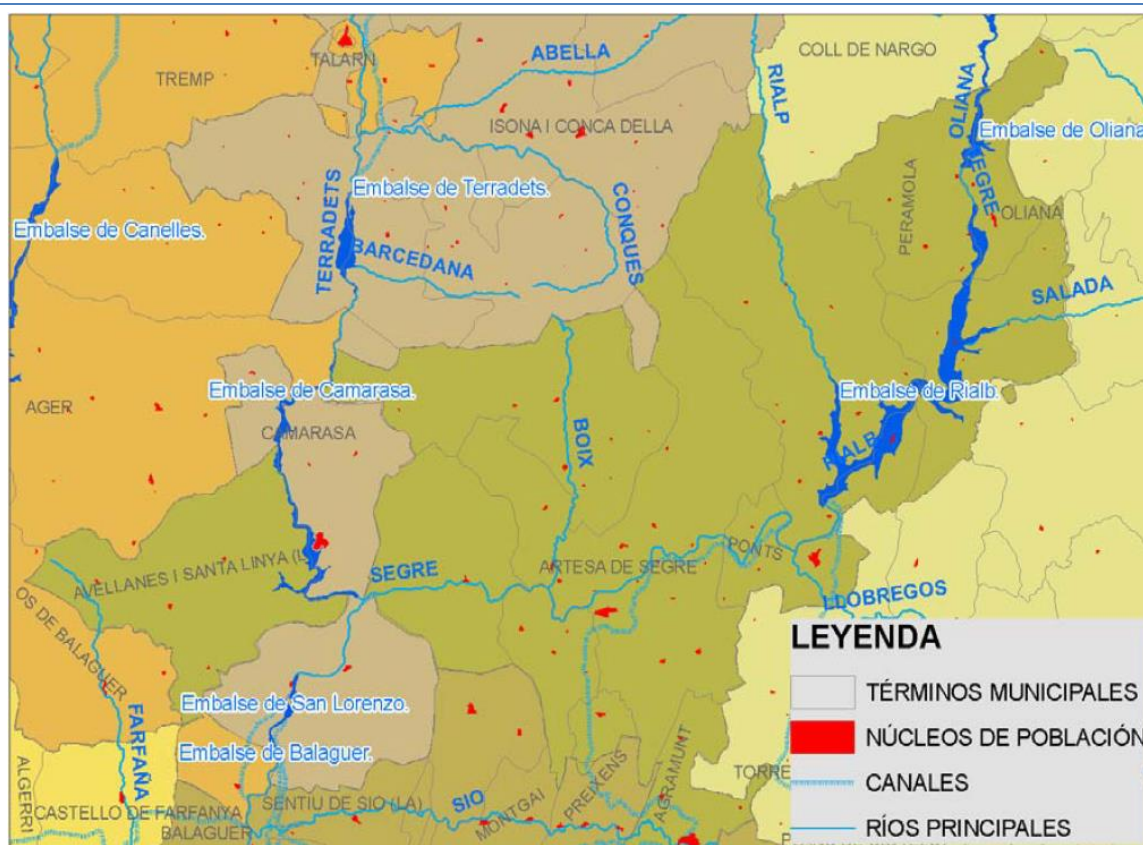 TALARN
TREMP
ABELLA
COLL DE NARGO
RIALP
OLIANA
ISONA I CONCA DELLA
Embalse de Oliana
SEGRE
Embalse de Terradets.
CONQUES
PERAMOLA
OLIANA
Embalse de Canelles.
TERRADETS
BARCEDANA
SALADA
Embalse de Camarasa.
Embalse de Rialb.
AGER
CAMARASA
BOIX
RIALB
AVELLANES I SANTA LINYA (L
SEGRE
ARTESA DE SEGRE
PONTS
LLOBREGOS
OS DE BALAGUER
FARFAÑA
Embalse de San Lorenzo.
Embalse de Balaguer.
ALGERRI
CASTELLO DE FARFANYA
BALAGUER
SENTIU DE SIO (LA)
SIO
MONTGAI
PREIXENS
AGRAMUNT
TORRE
LEYENDA
TÉRMINOS MUNICIPALES
NÚCLEOS DE POBLACIÓN
CANALES
RÍOS PRINCIPALES